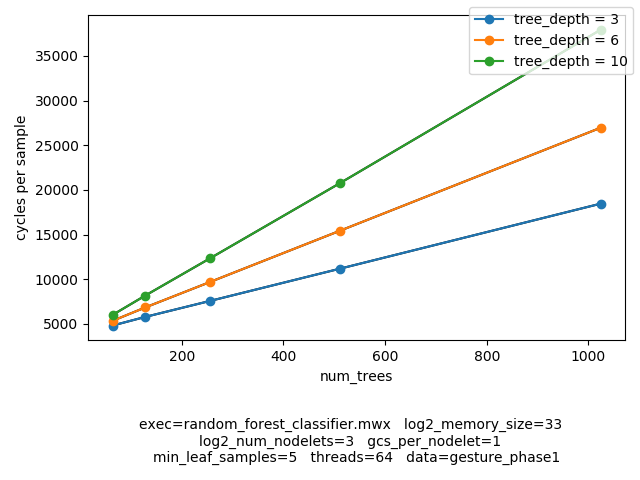 tree_depth = 3
tree_depth = 6
tree_depth = 10
35000
30000
25000
20000
15000
10000
5000
cycles per sample
200 400 600 800 1000
num_trees
exec=random_forest_classifier.mwx log2_memory_size=33
log2_num_nodelets=3 gcs_per_nodelet=1
min_leaf_samples=5 threads=64 data=gesture_phase1